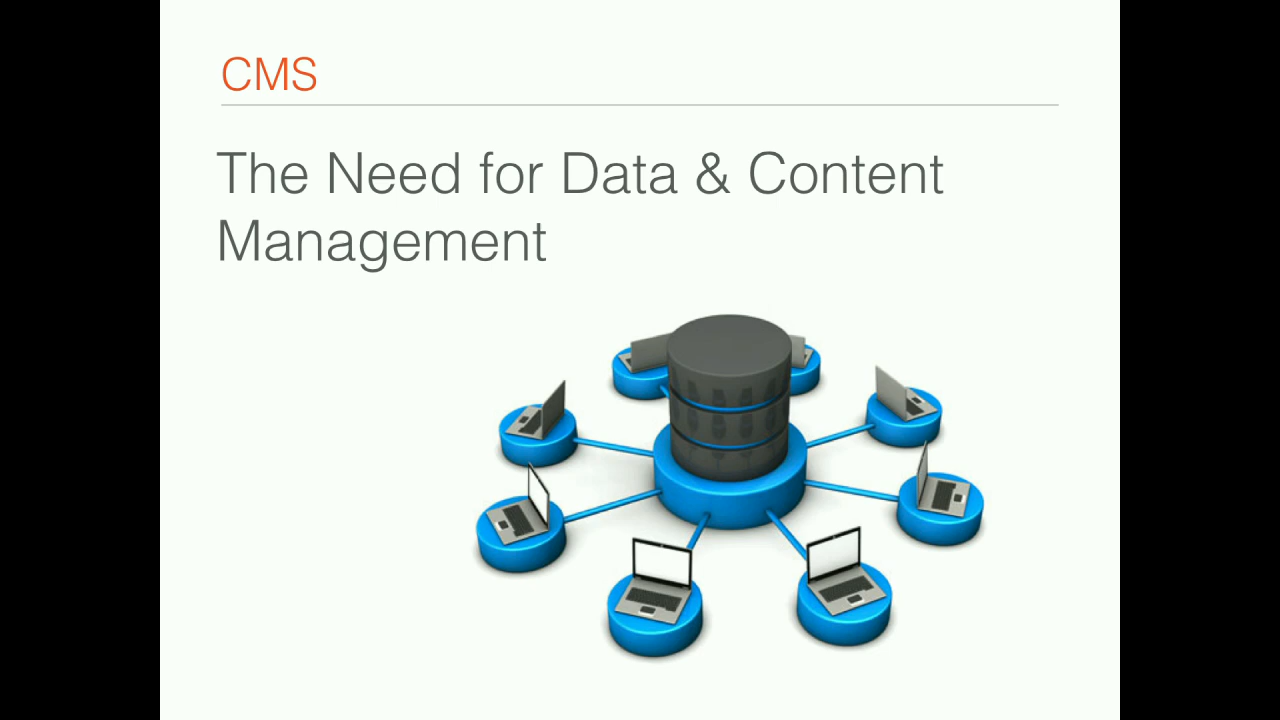 CMS
The Need for Data & Content
Management